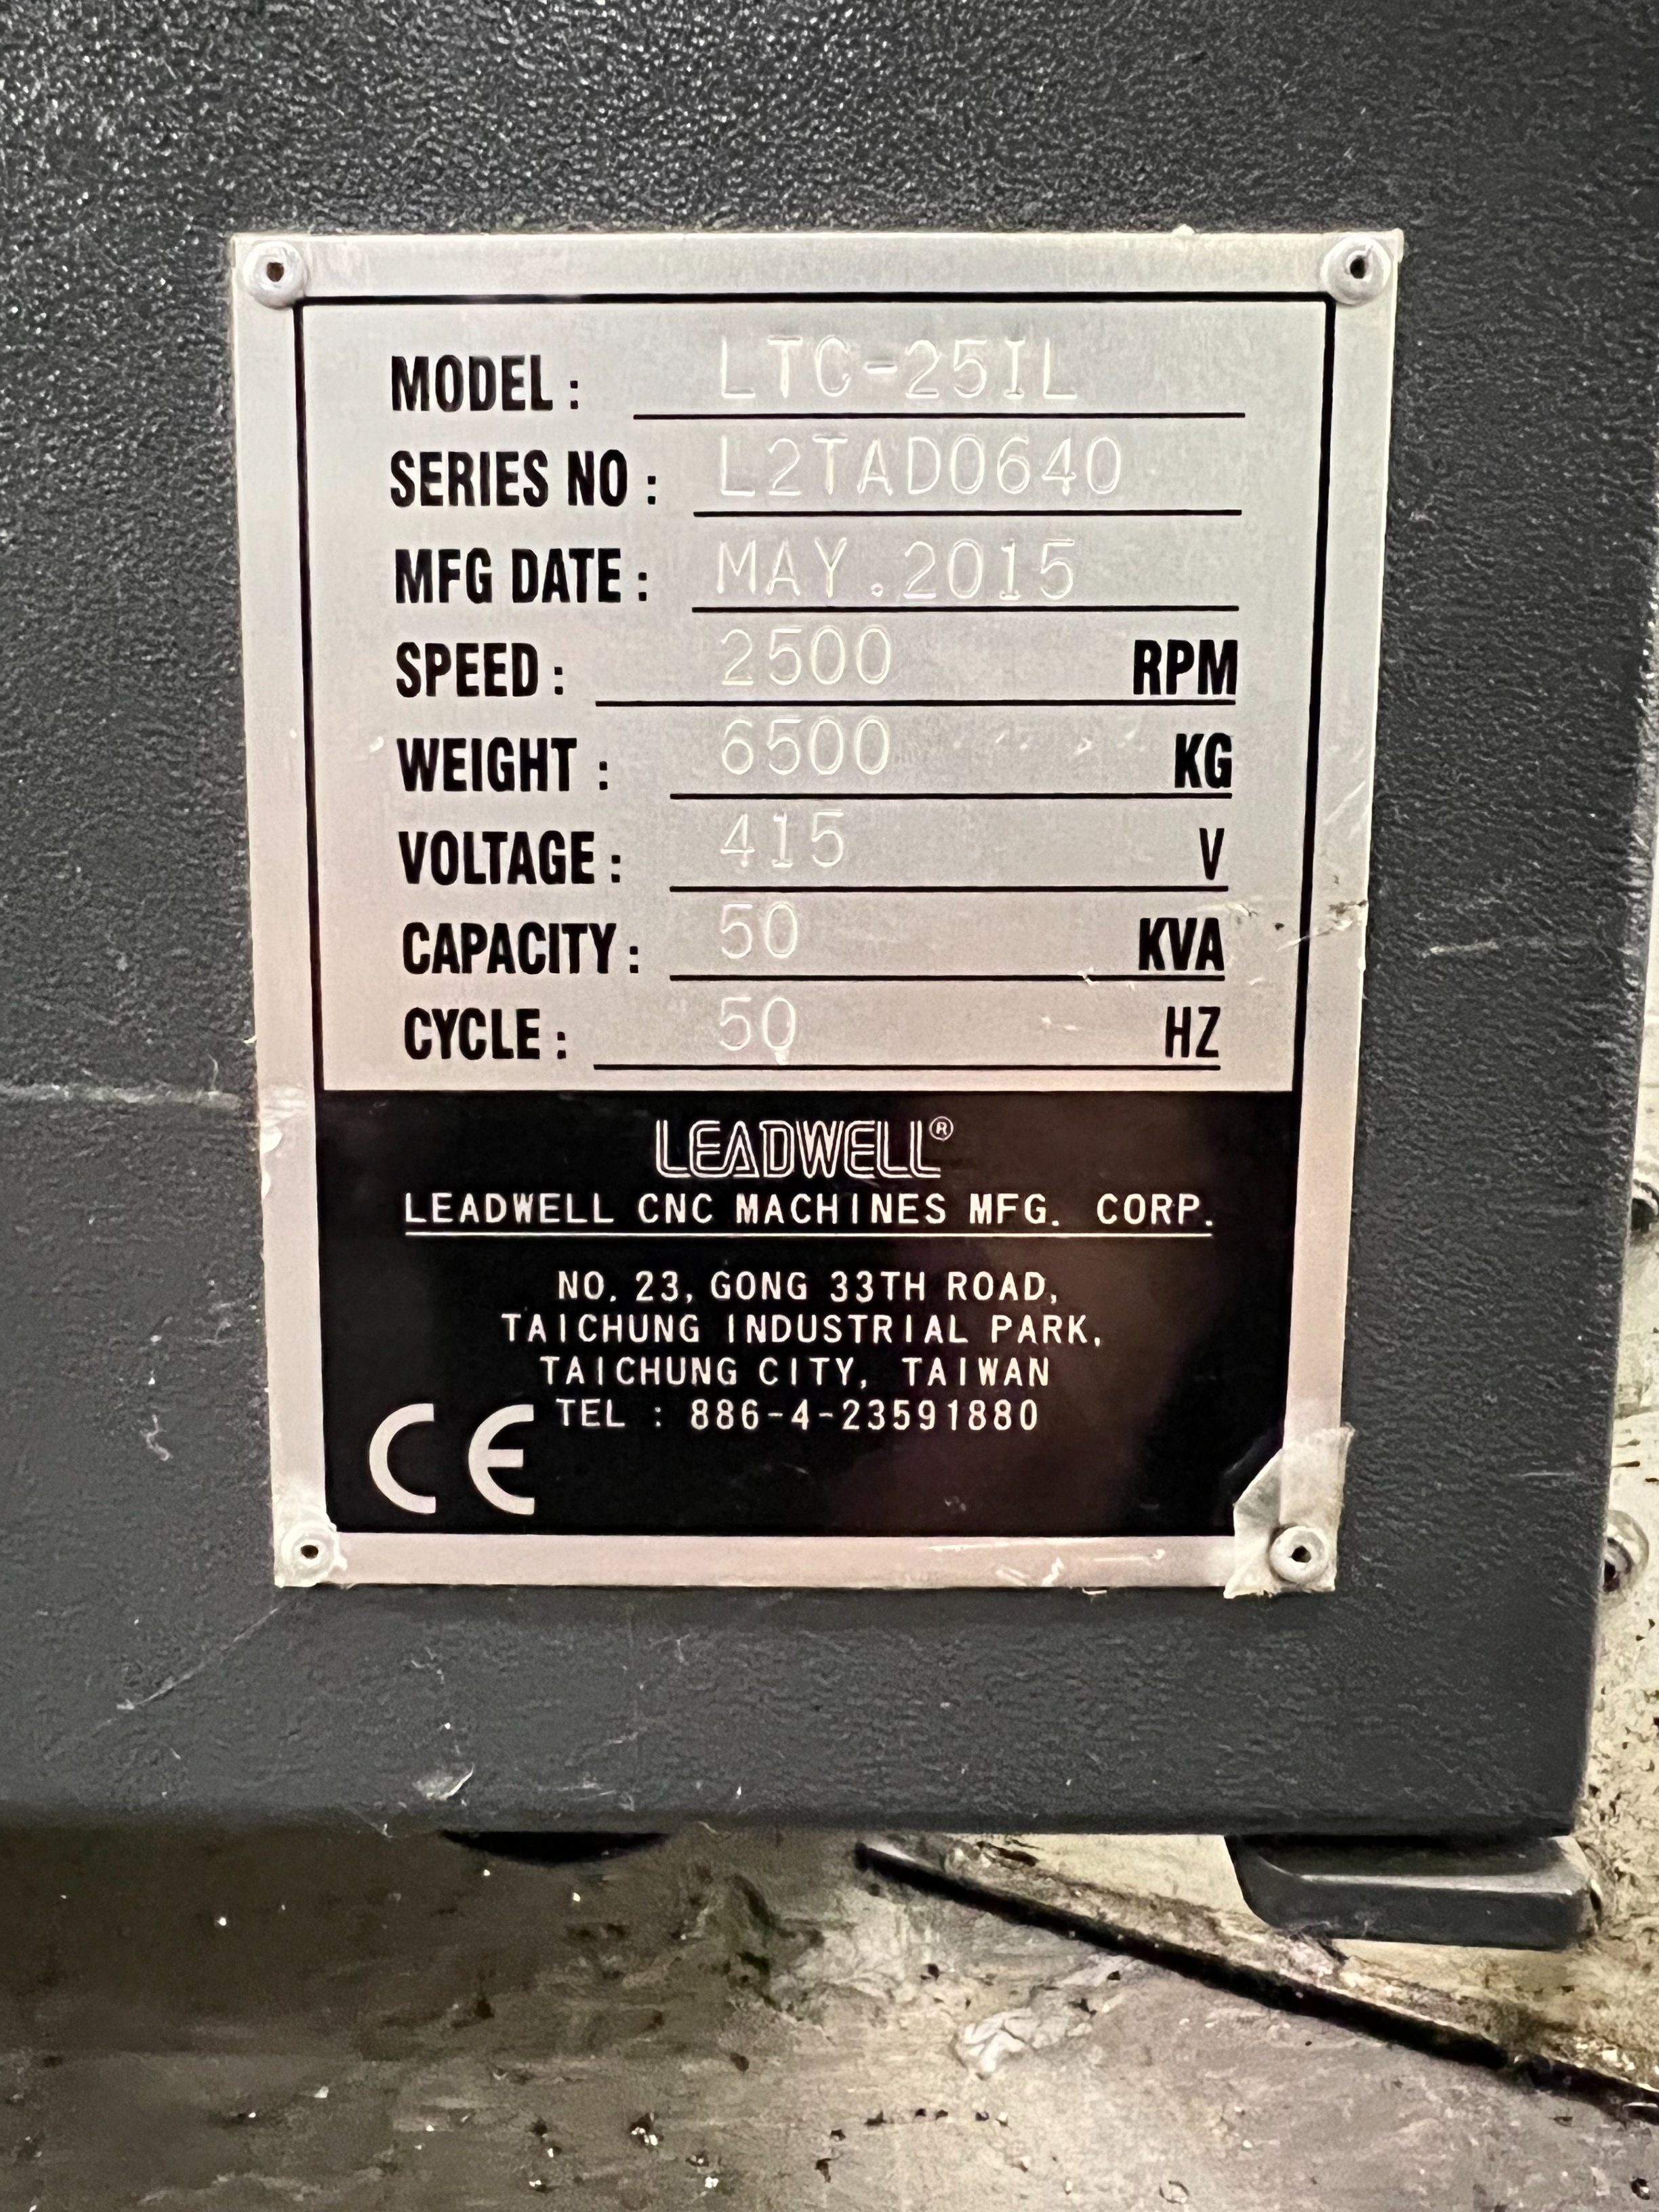 MODEL : LTC-25IL
SERIES NO : L2TAD0640
MFG DATE : MAY.2015
SPEED : 2500 RPM
WEIGHT : 6500 KG
VOLTAGE : 415 V
CAPACITY : 50 KVA
CYCLE : 50 HZ
LEADWELL®
LEADWELL CNC MACHINES MFG. CORP.
NO. 23, GONG 33TH ROAD,
TAICHUNG INDUSTRIAL PARK,
TAICHUNG CITY, TAIWAN
TEL : 886-4-23591880
CE